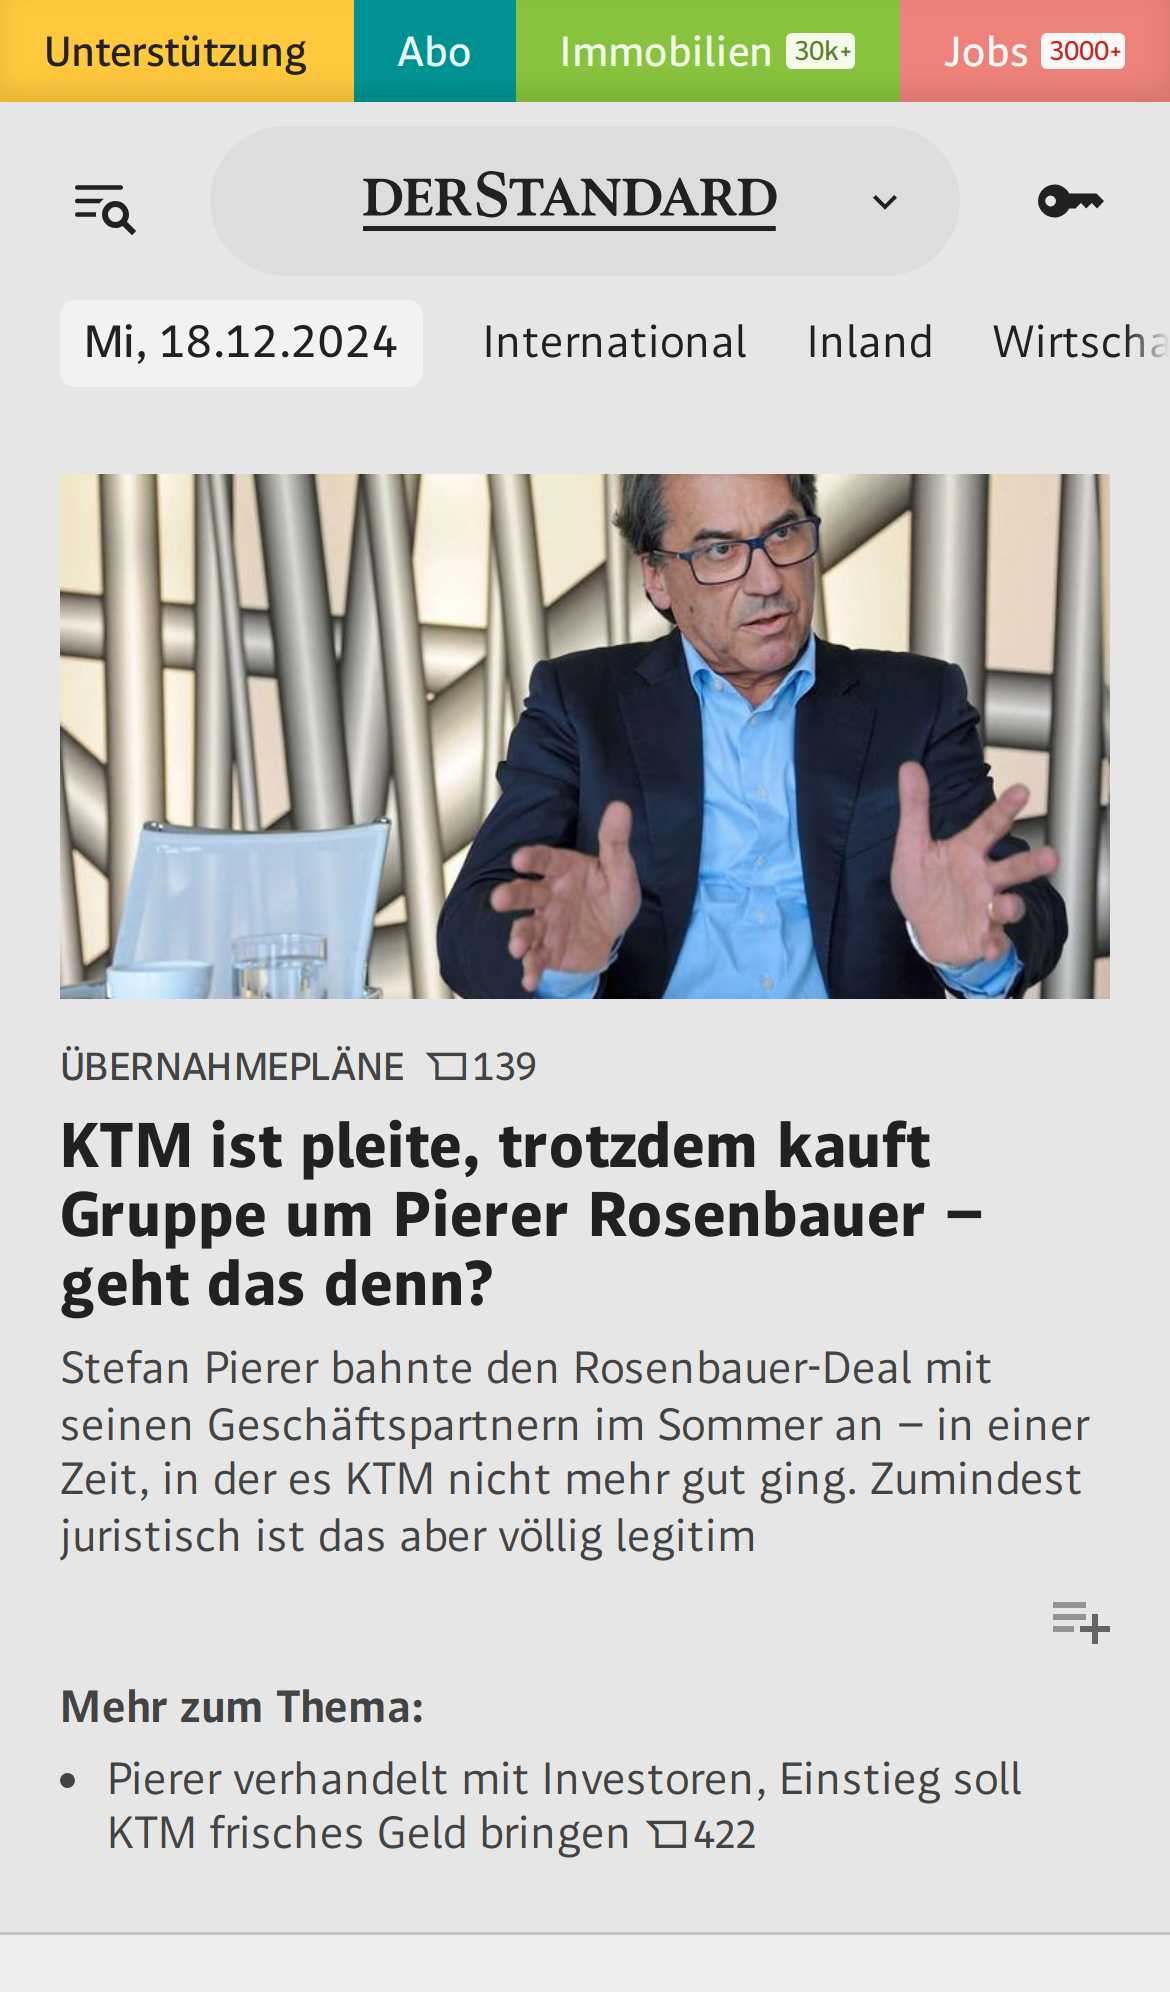 Unterstützung
Abo
Immobilien 30k+
Jobs 3000+
DERSTANDARD
Mi, 18.12.2024
International
Inland
Wirtscha
ÜBERNAHMEPLÄNE 139
KTM ist pleite, trotzdem kauft
Gruppe um Pierer Rosenbauer –
geht das denn?
Stefan Pierer bahnte den Rosenbauer-Deal mit
seinen Geschäftspartnern im Sommer an – in einer
Zeit, in der es KTM nicht mehr gut ging. Zumindest
juristisch ist das aber völlig legitim
Mehr zum Thema:
• Pierer verhandelt mit Investoren, Einstieg soll
KTM frisches Geld bringen 422